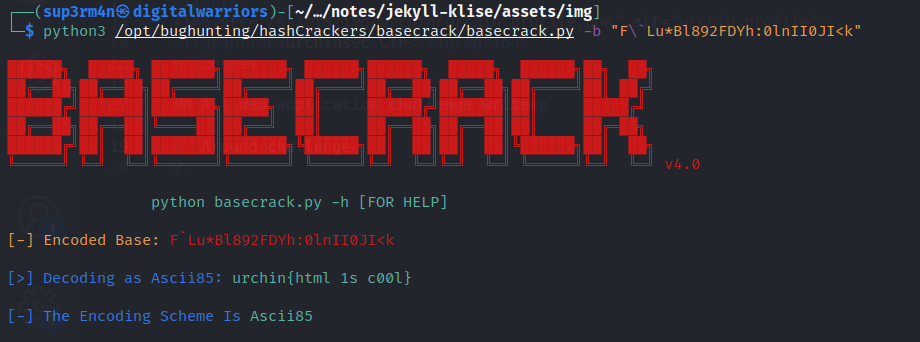 ┌──(sup3rm4n㉿digitalwarriors)-[~/…/notes/jekyll-klise/assets/img]
└─$ python3 /opt/bughunting/hashCrackers/basecrack/basecrack.py -b "F\`Lu*Bl892FDYh:0lnII0JI<k"
BASECRACK v4.0
python basecrack.py -h [FOR HELP]
[-] Encoded Base: F`Lu*Bl892FDYh:0lnII0JI<k
[>] Decoding as Ascii85: urchin{html 1s c00l}
[-] The Encoding Scheme Is Ascii85